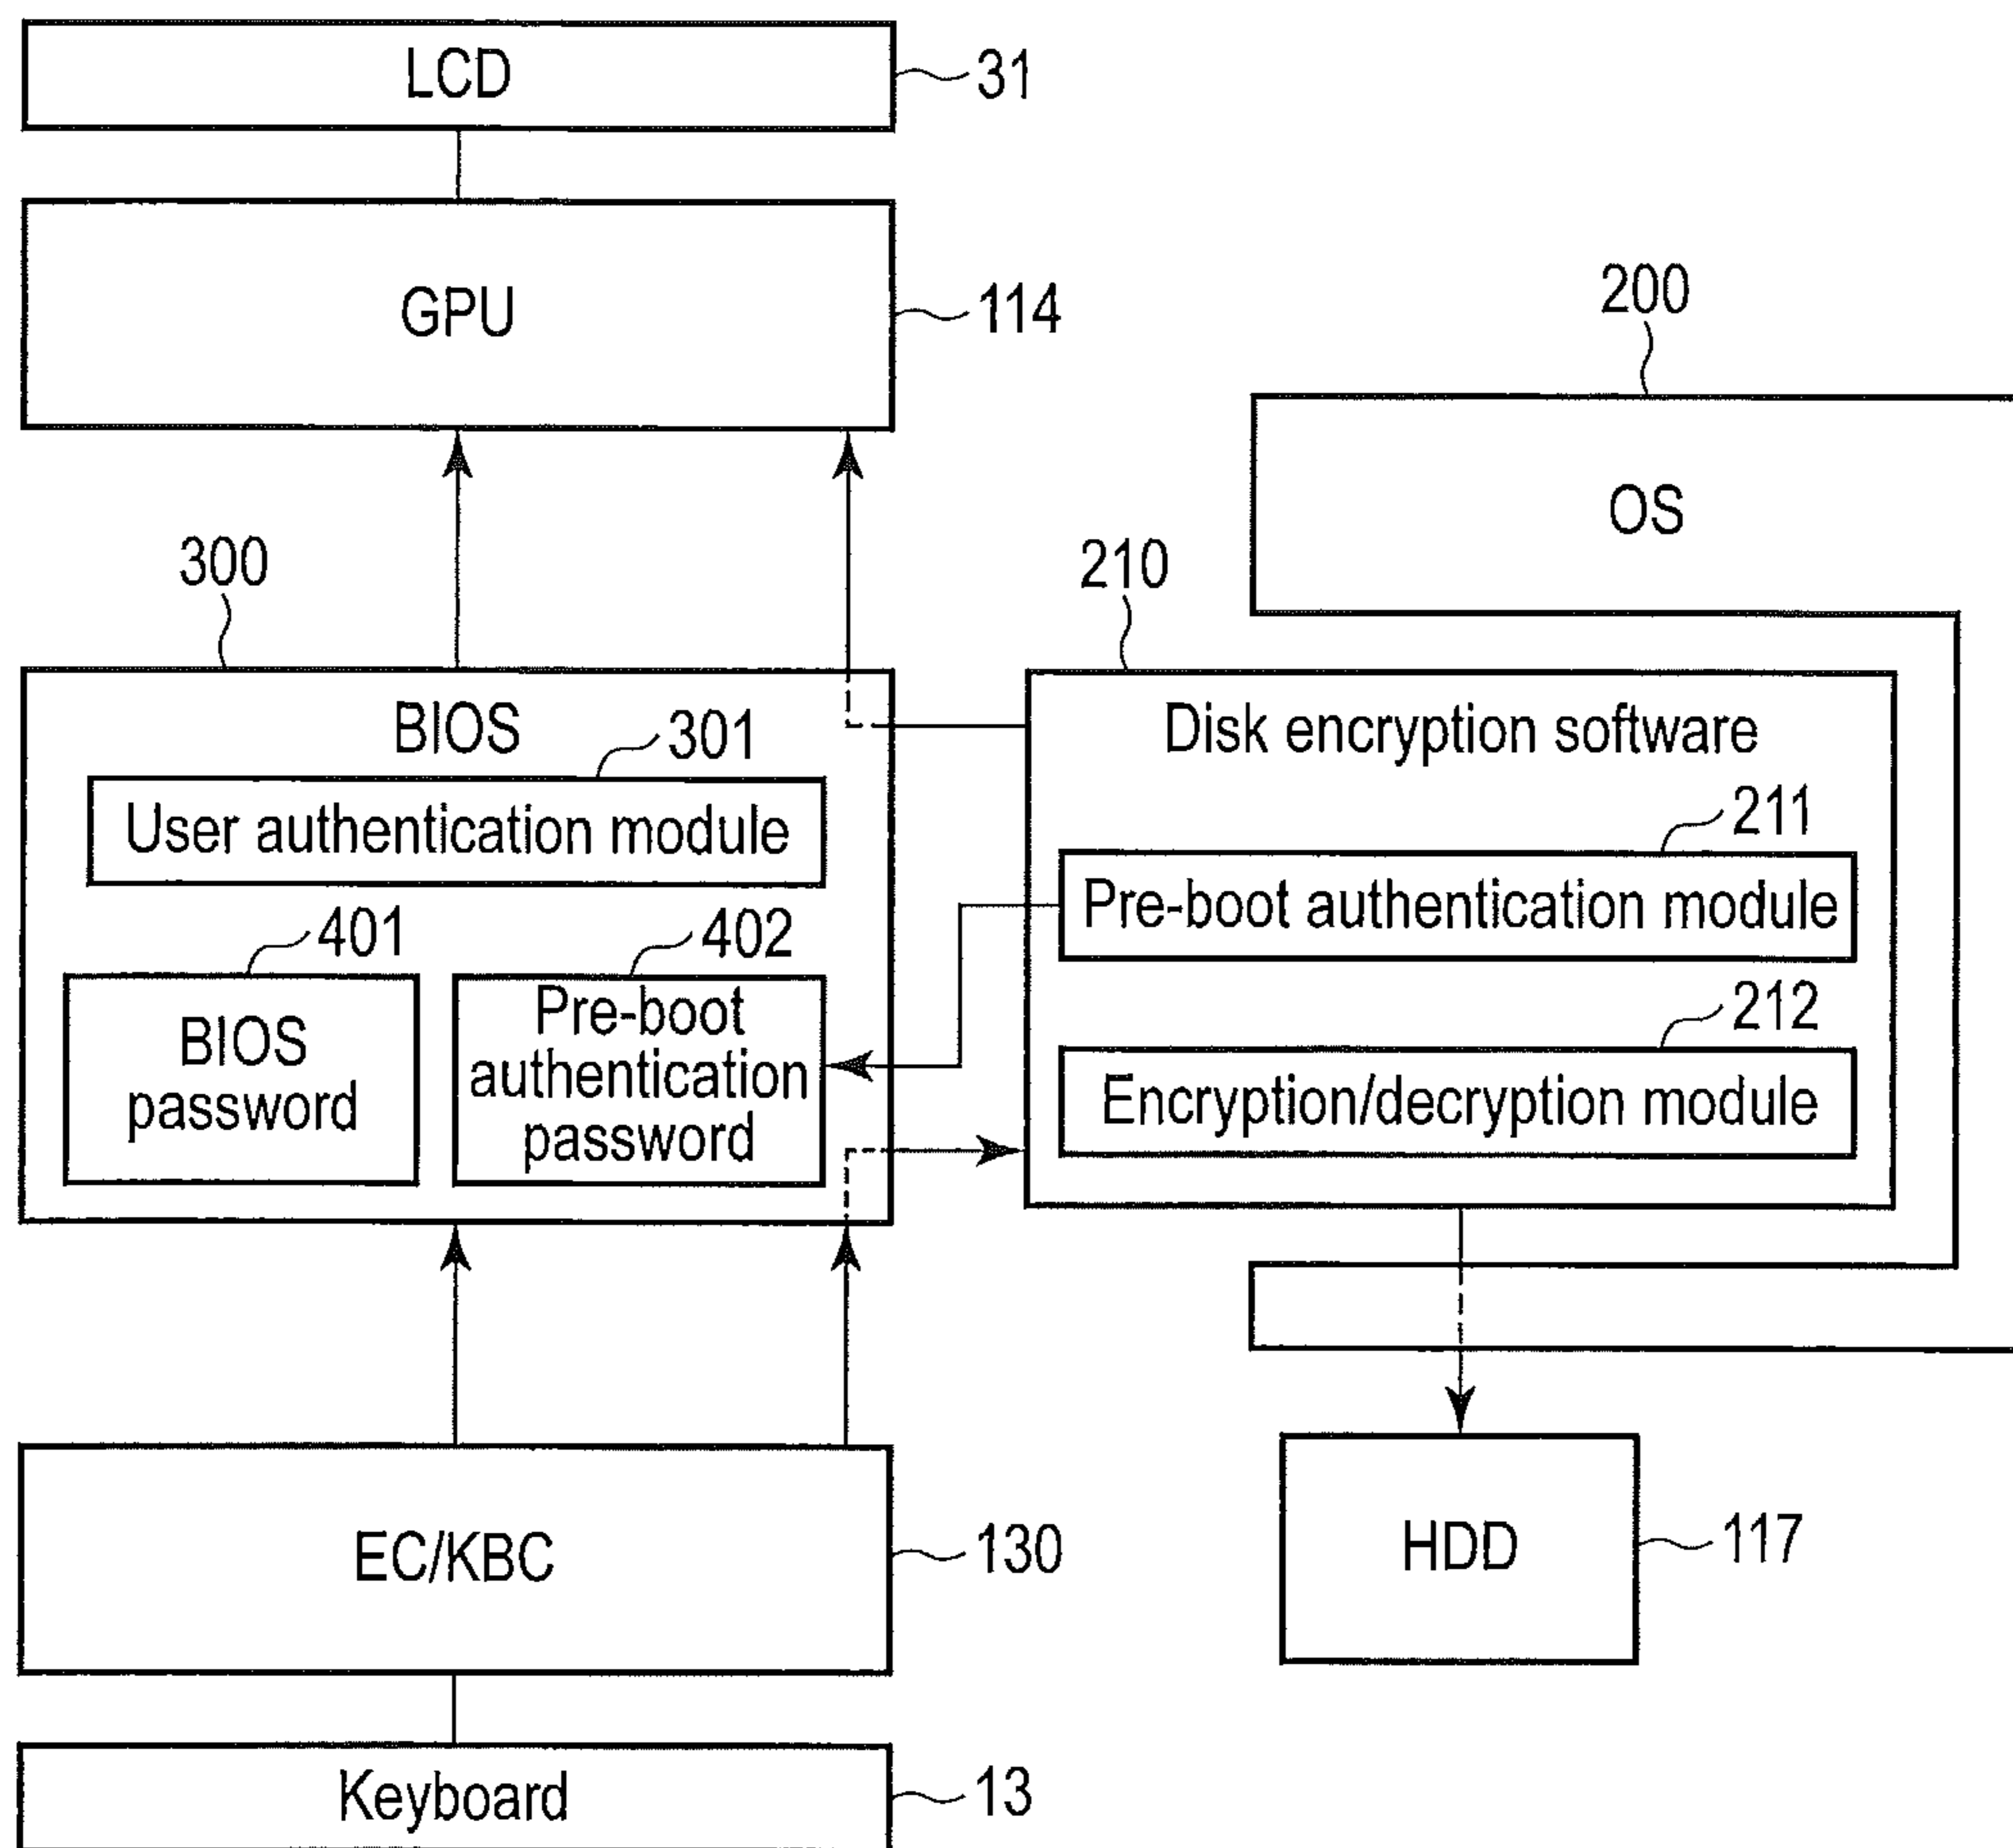 LCD
31
GPU
114
200
OS
300
210
BIOS
301
User authentication module
401
402
BIOS
password
Pre-boot
authentication
password
Disk encryption software
211
Pre-boot authentication module
212
Encryption/decryption module
EC/KBC
130
HDD
117
Keyboard
13